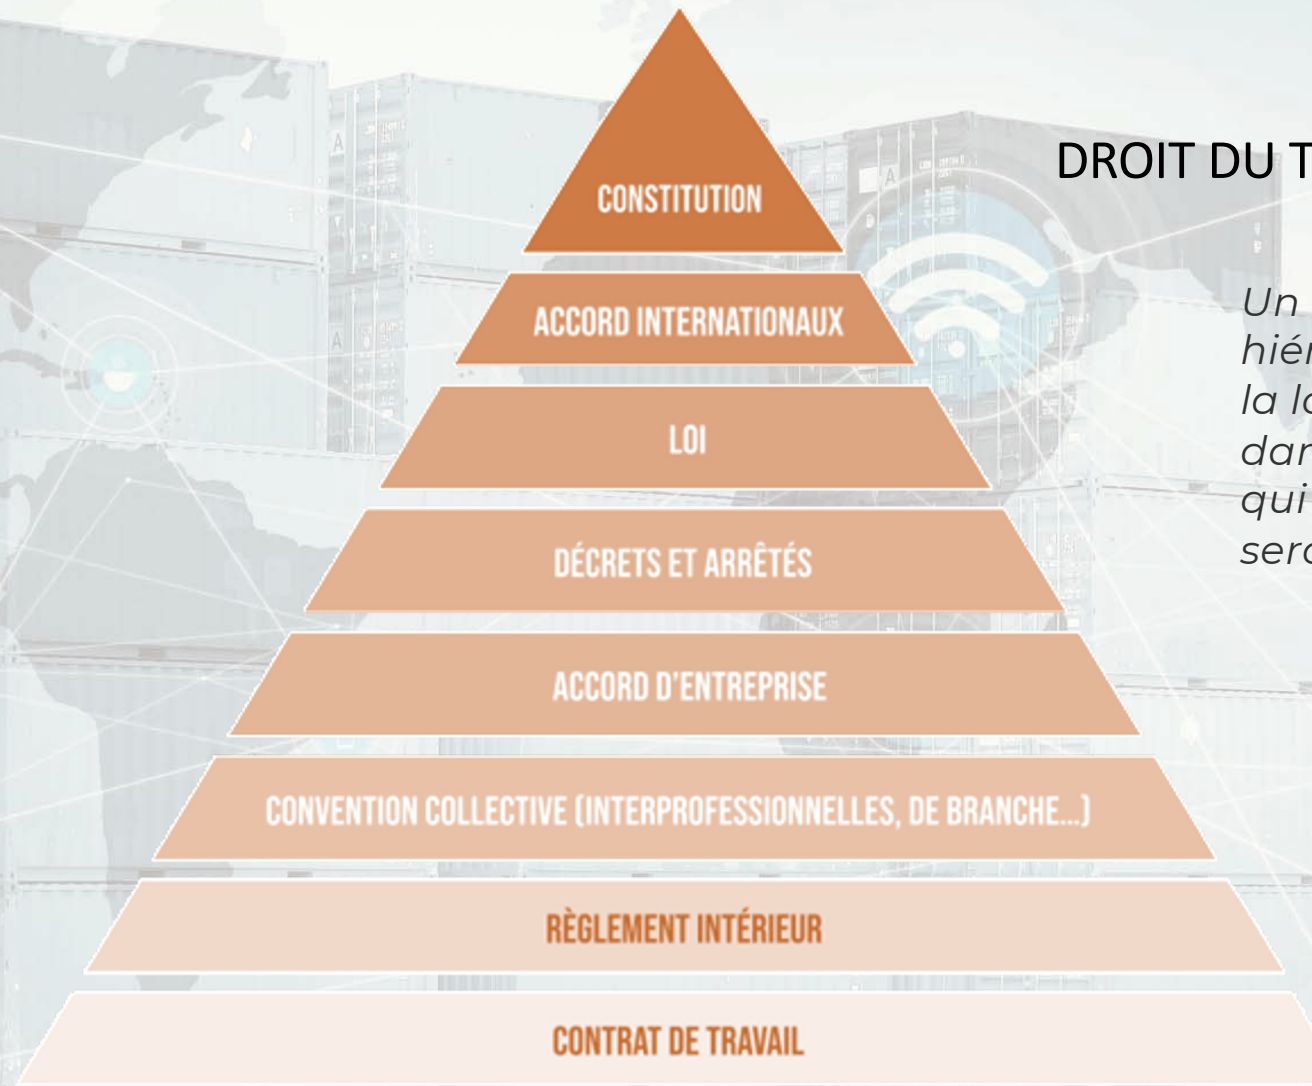 CONSTITUTION
ACCORD INTERNATIONAUX
LOI
DÉCRETS ET ARRÊTÉS
ACCORD D'ENTREPRISE
CONVENTION COLLECTIVE (INTERPROFESSIONNELLES, DE BRANCHE...)
RÈGLEMENT INTÉRIEUR
CONTRAT DE TRAVAIL
DROIT DU T
Un
hiér
la lo
dan
qui
sera